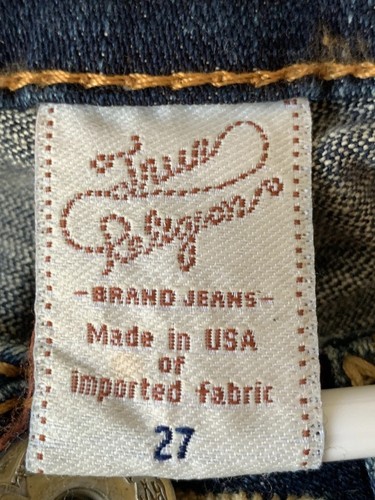 True
Religion
-BRAND JEANS-
Made in USA
of
imported fabric
27